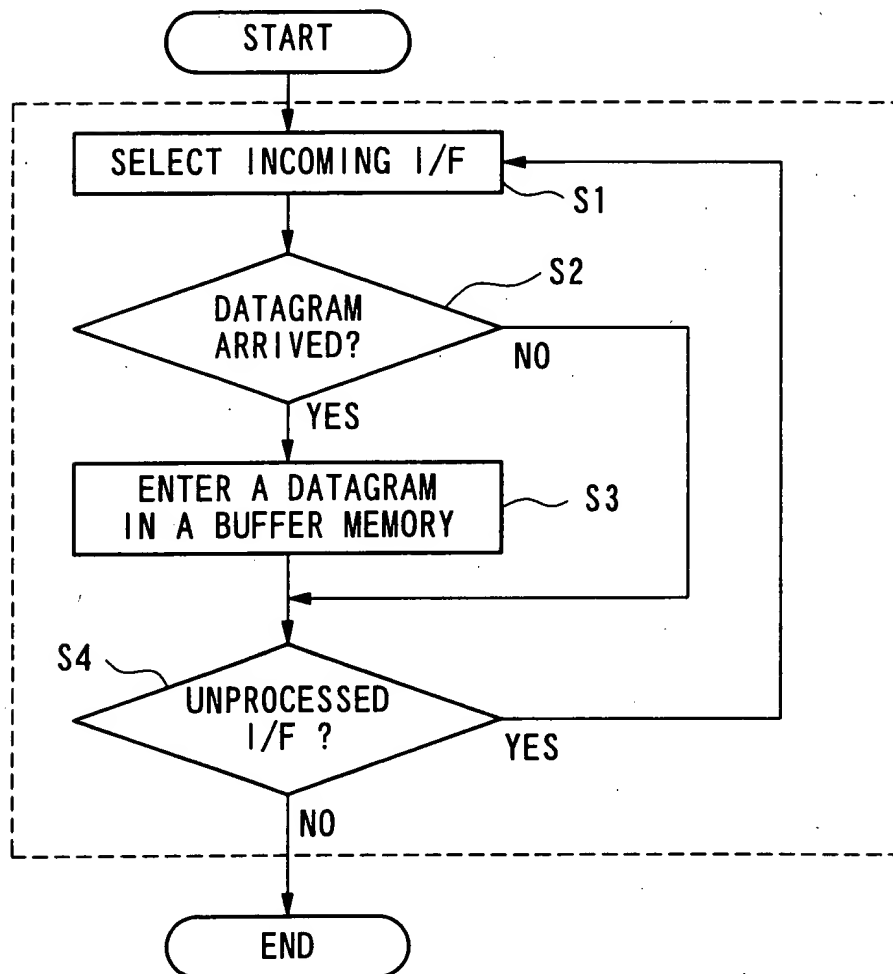 START
SELECT INCOMING I/F
S1
S2
DATAGRAM
ARRIVED?
NO
YES
ENTER A DATAGRAM
IN A BUFFER MEMORY
S3
S4
UNPROCESSED
I/F ?
YES
NO
END